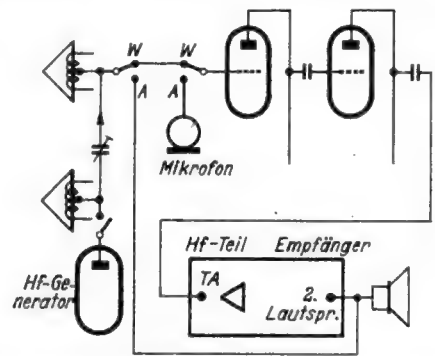 W W
A A
Mikrofon
Hf-Ge-
nerator
Hf-Teil Empfänger
TA
2.
Lautspr.